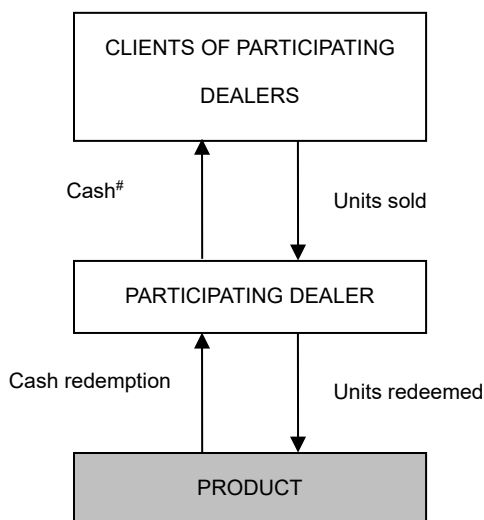 CLIENTS OF PARTICIPATING
DEALERS
Cash#
Units sold
PARTICIPATING DEALER
Cash redemption
Units redeemed
PRODUCT